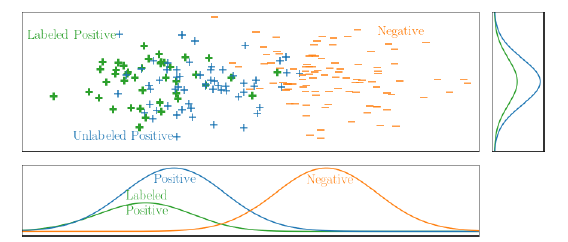 Labeled Positive
Negative
Unlabeled Positive
Positive
Negative
Labeled
Positive